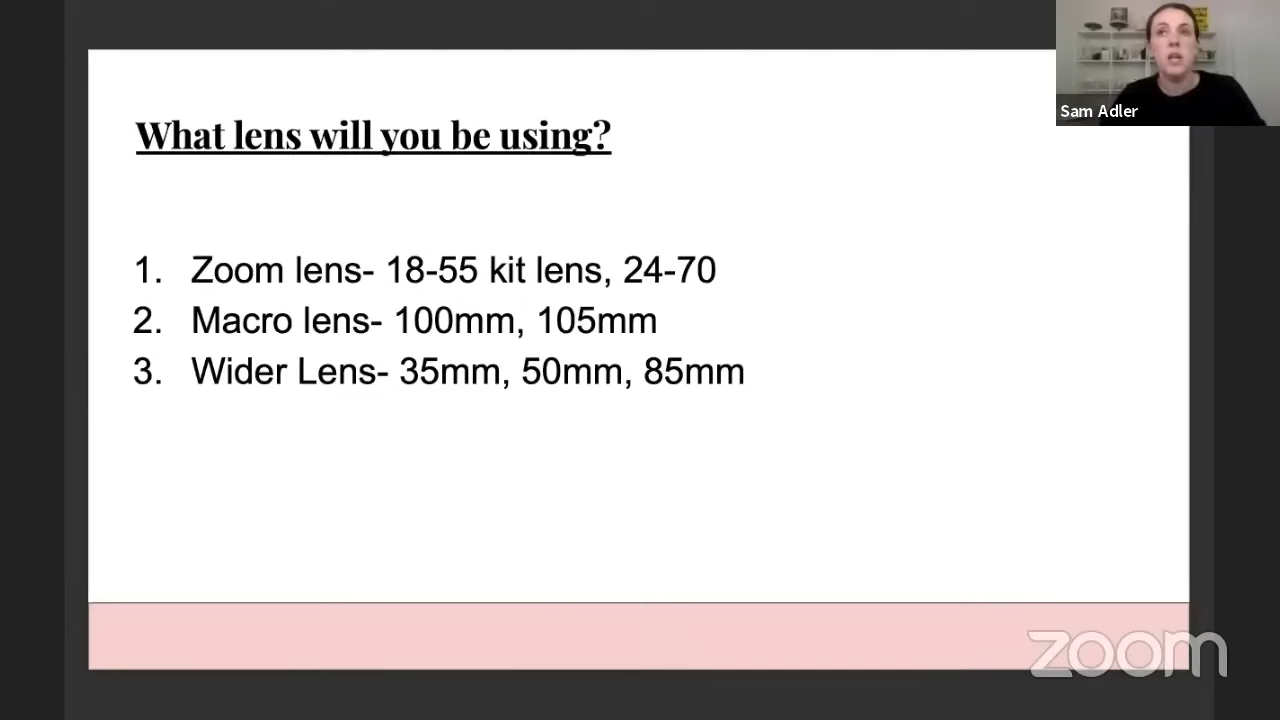 Sam Adler
What lens will you be using?
1. Zoom lens- 18-55 kit lens, 24-70
2. Macro lens- 100mm, 105mm
3. Wider Lens- 35mm, 50mm, 85mm
zoom